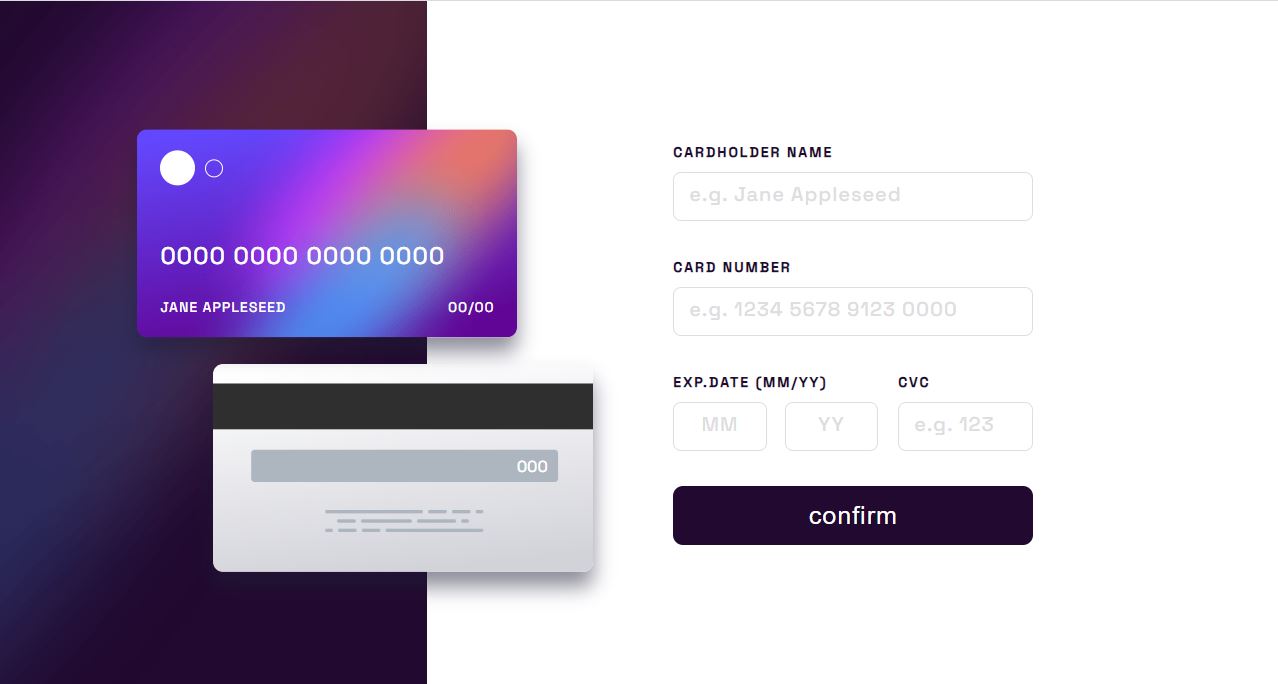 0000 0000 0000 0000
JANE APPLESEED 00/00
000
CARDHOLDER NAME
e.g. Jane Appleseed
CARD NUMBER
e.g. 1234 5678 9123 0000
EXP.DATE (MM/YY) CVC
MM YY e.g. 123
confirm